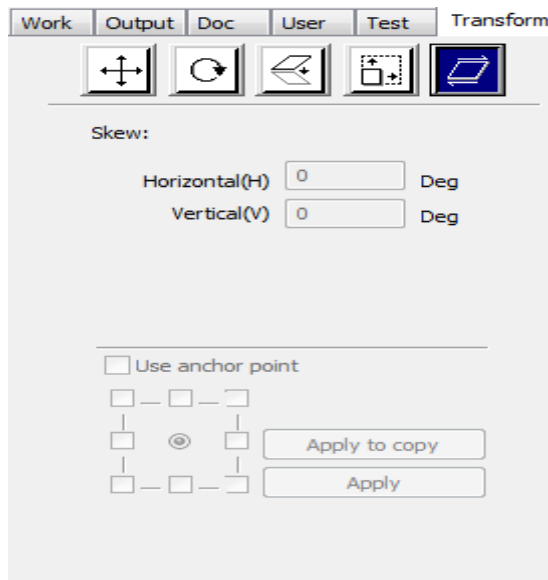 Work Output Doc User Test Transform
Skew:
Horizontal(H) 0 Deg
Vertical(V) 0 Deg
Use anchor point
Apply to copy
Apply